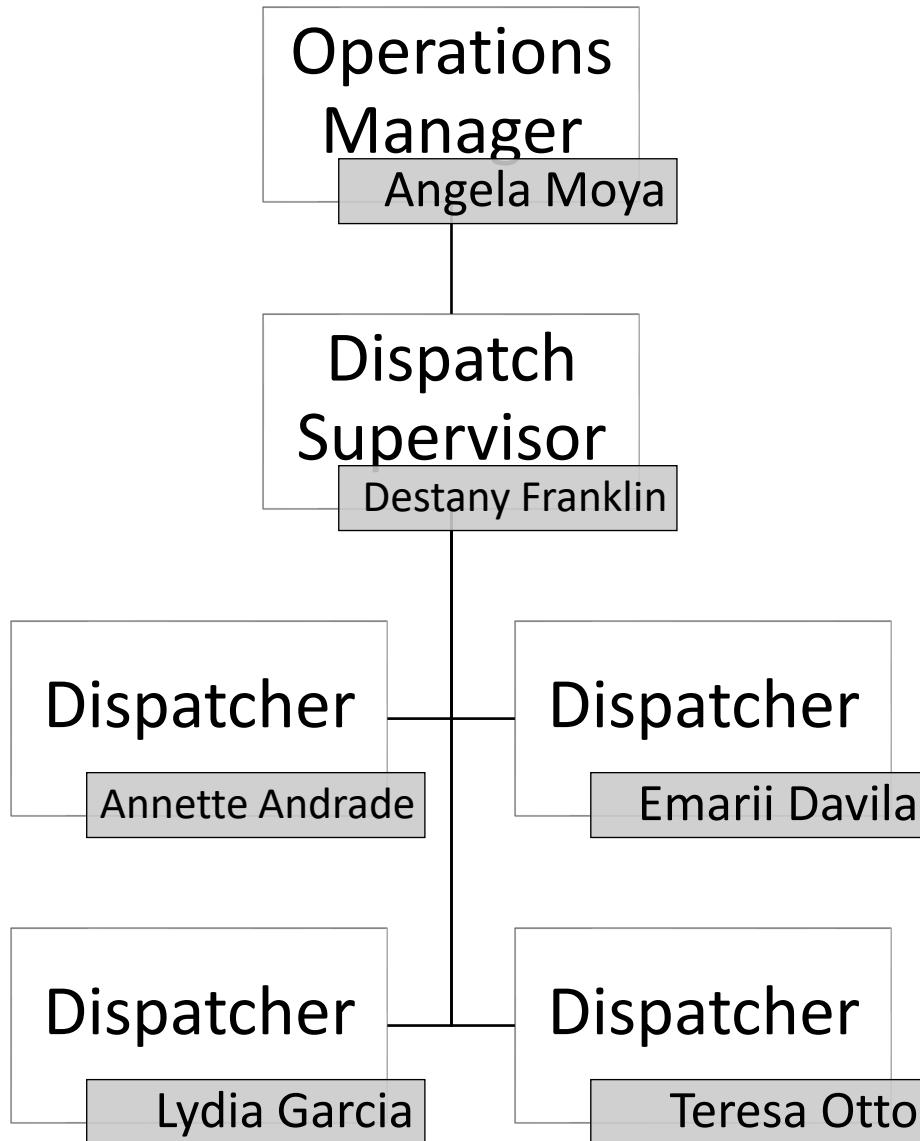 Operations
Manager
Angela Moya
Dispatch
Supervisor
Destany Franklin
Dispatcher
Annette Andrade
Dispatcher
Emarii Davila
Dispatcher
Lydia Garcia
Dispatcher
Teresa Otto